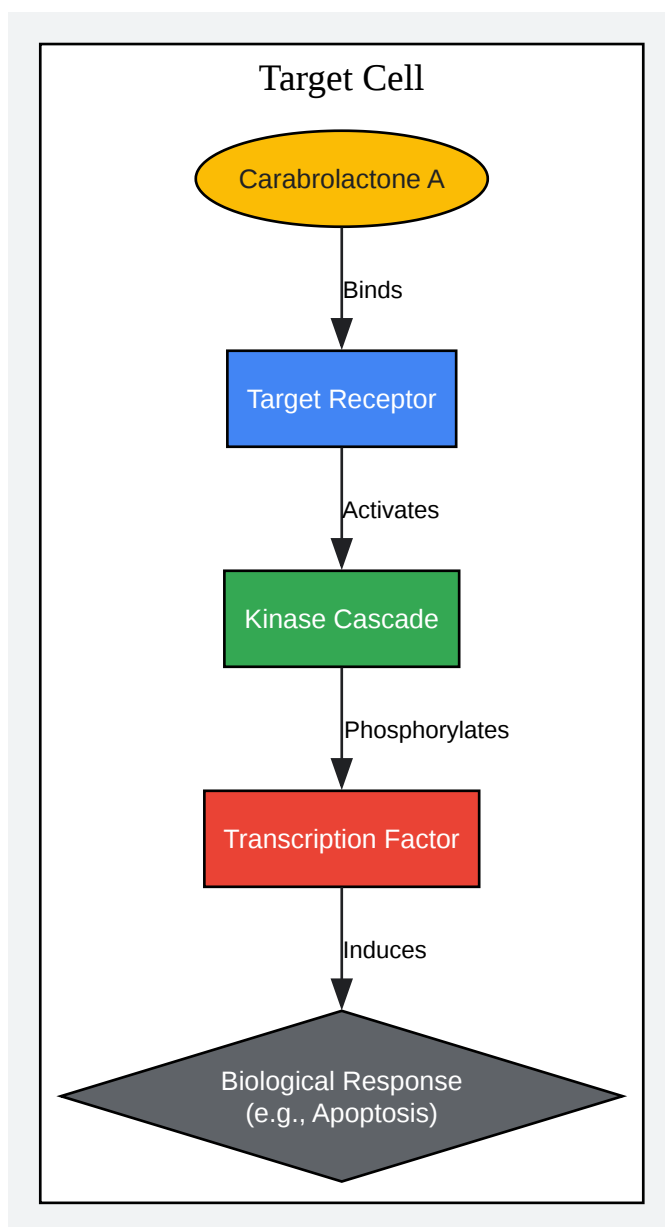 Target Cell
Carabrolactone A
Binds
Target Receptor
Activates
Kinase Cascade
Phosphorylates
Transcription Factor
Induces
Biological Response
(e.g., Apoptosis)